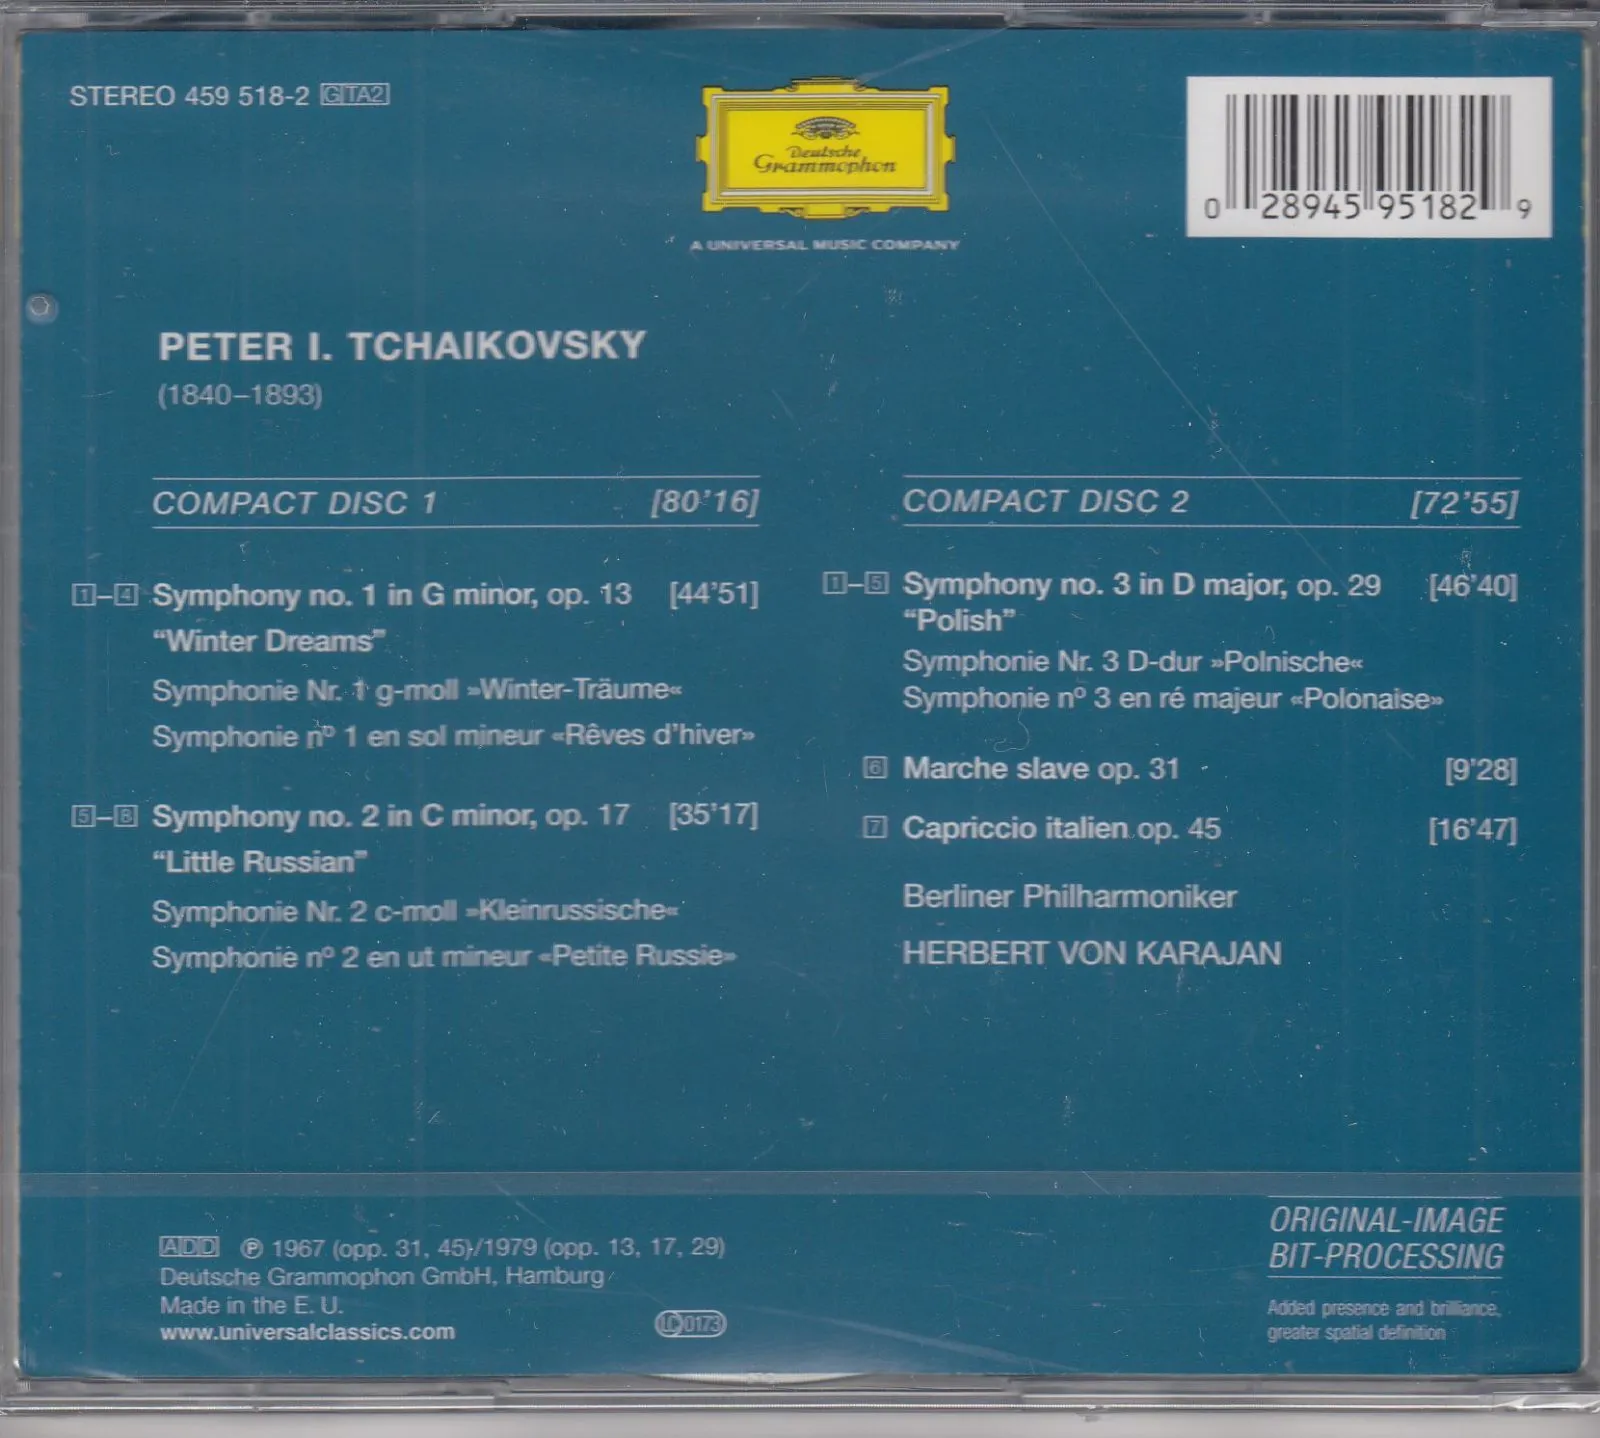 STEREO 459 518-2 GTA2
Deutsche
Grammophon
A UNIVERSAL MUSIC COMPANY
0 28945 95182 9
PETER I. TCHAIKOVSKY
(1840–1893)
COMPACT DISC 1 [80'16]
1–4 Symphony no. 1 in G minor, op. 13 [44'51]
“Winter Dreams”
Symphonie Nr. 1 g-moll »Winter-Träume«
Symphonie nº 1 en sol mineur «Rêves d'hiver»
5–8 Symphony no. 2 in C minor, op. 17 [35'17]
“Little Russian”
Symphonie Nr. 2 c-moll »Kleinrussische«
Symphonie nº 2 en ut mineur «Petite Russie»
COMPACT DISC 2 [72'55]
1–5 Symphony no. 3 in D major, op. 29 [46'40]
“Polish”
Symphonie Nr. 3 D-dur »Polnische«
Symphonie nº 3 en ré majeur «Polonaise»
6 Marche slave op. 31 [9'28]
7 Capriccio italien op. 45 [16'47]
Berliner Philharmoniker
HERBERT VON KARAJAN
ADD ℗ 1967 (opp. 31, 45)/1979 (opp. 13, 17, 29)
Deutsche Grammophon GmbH, Hamburg
Made in the E. U.
www.universalclassics.com
LC 0173
ORIGINAL-IMAGE
BIT-PROCESSING
Added presence and brilliance,
greater spatial definition